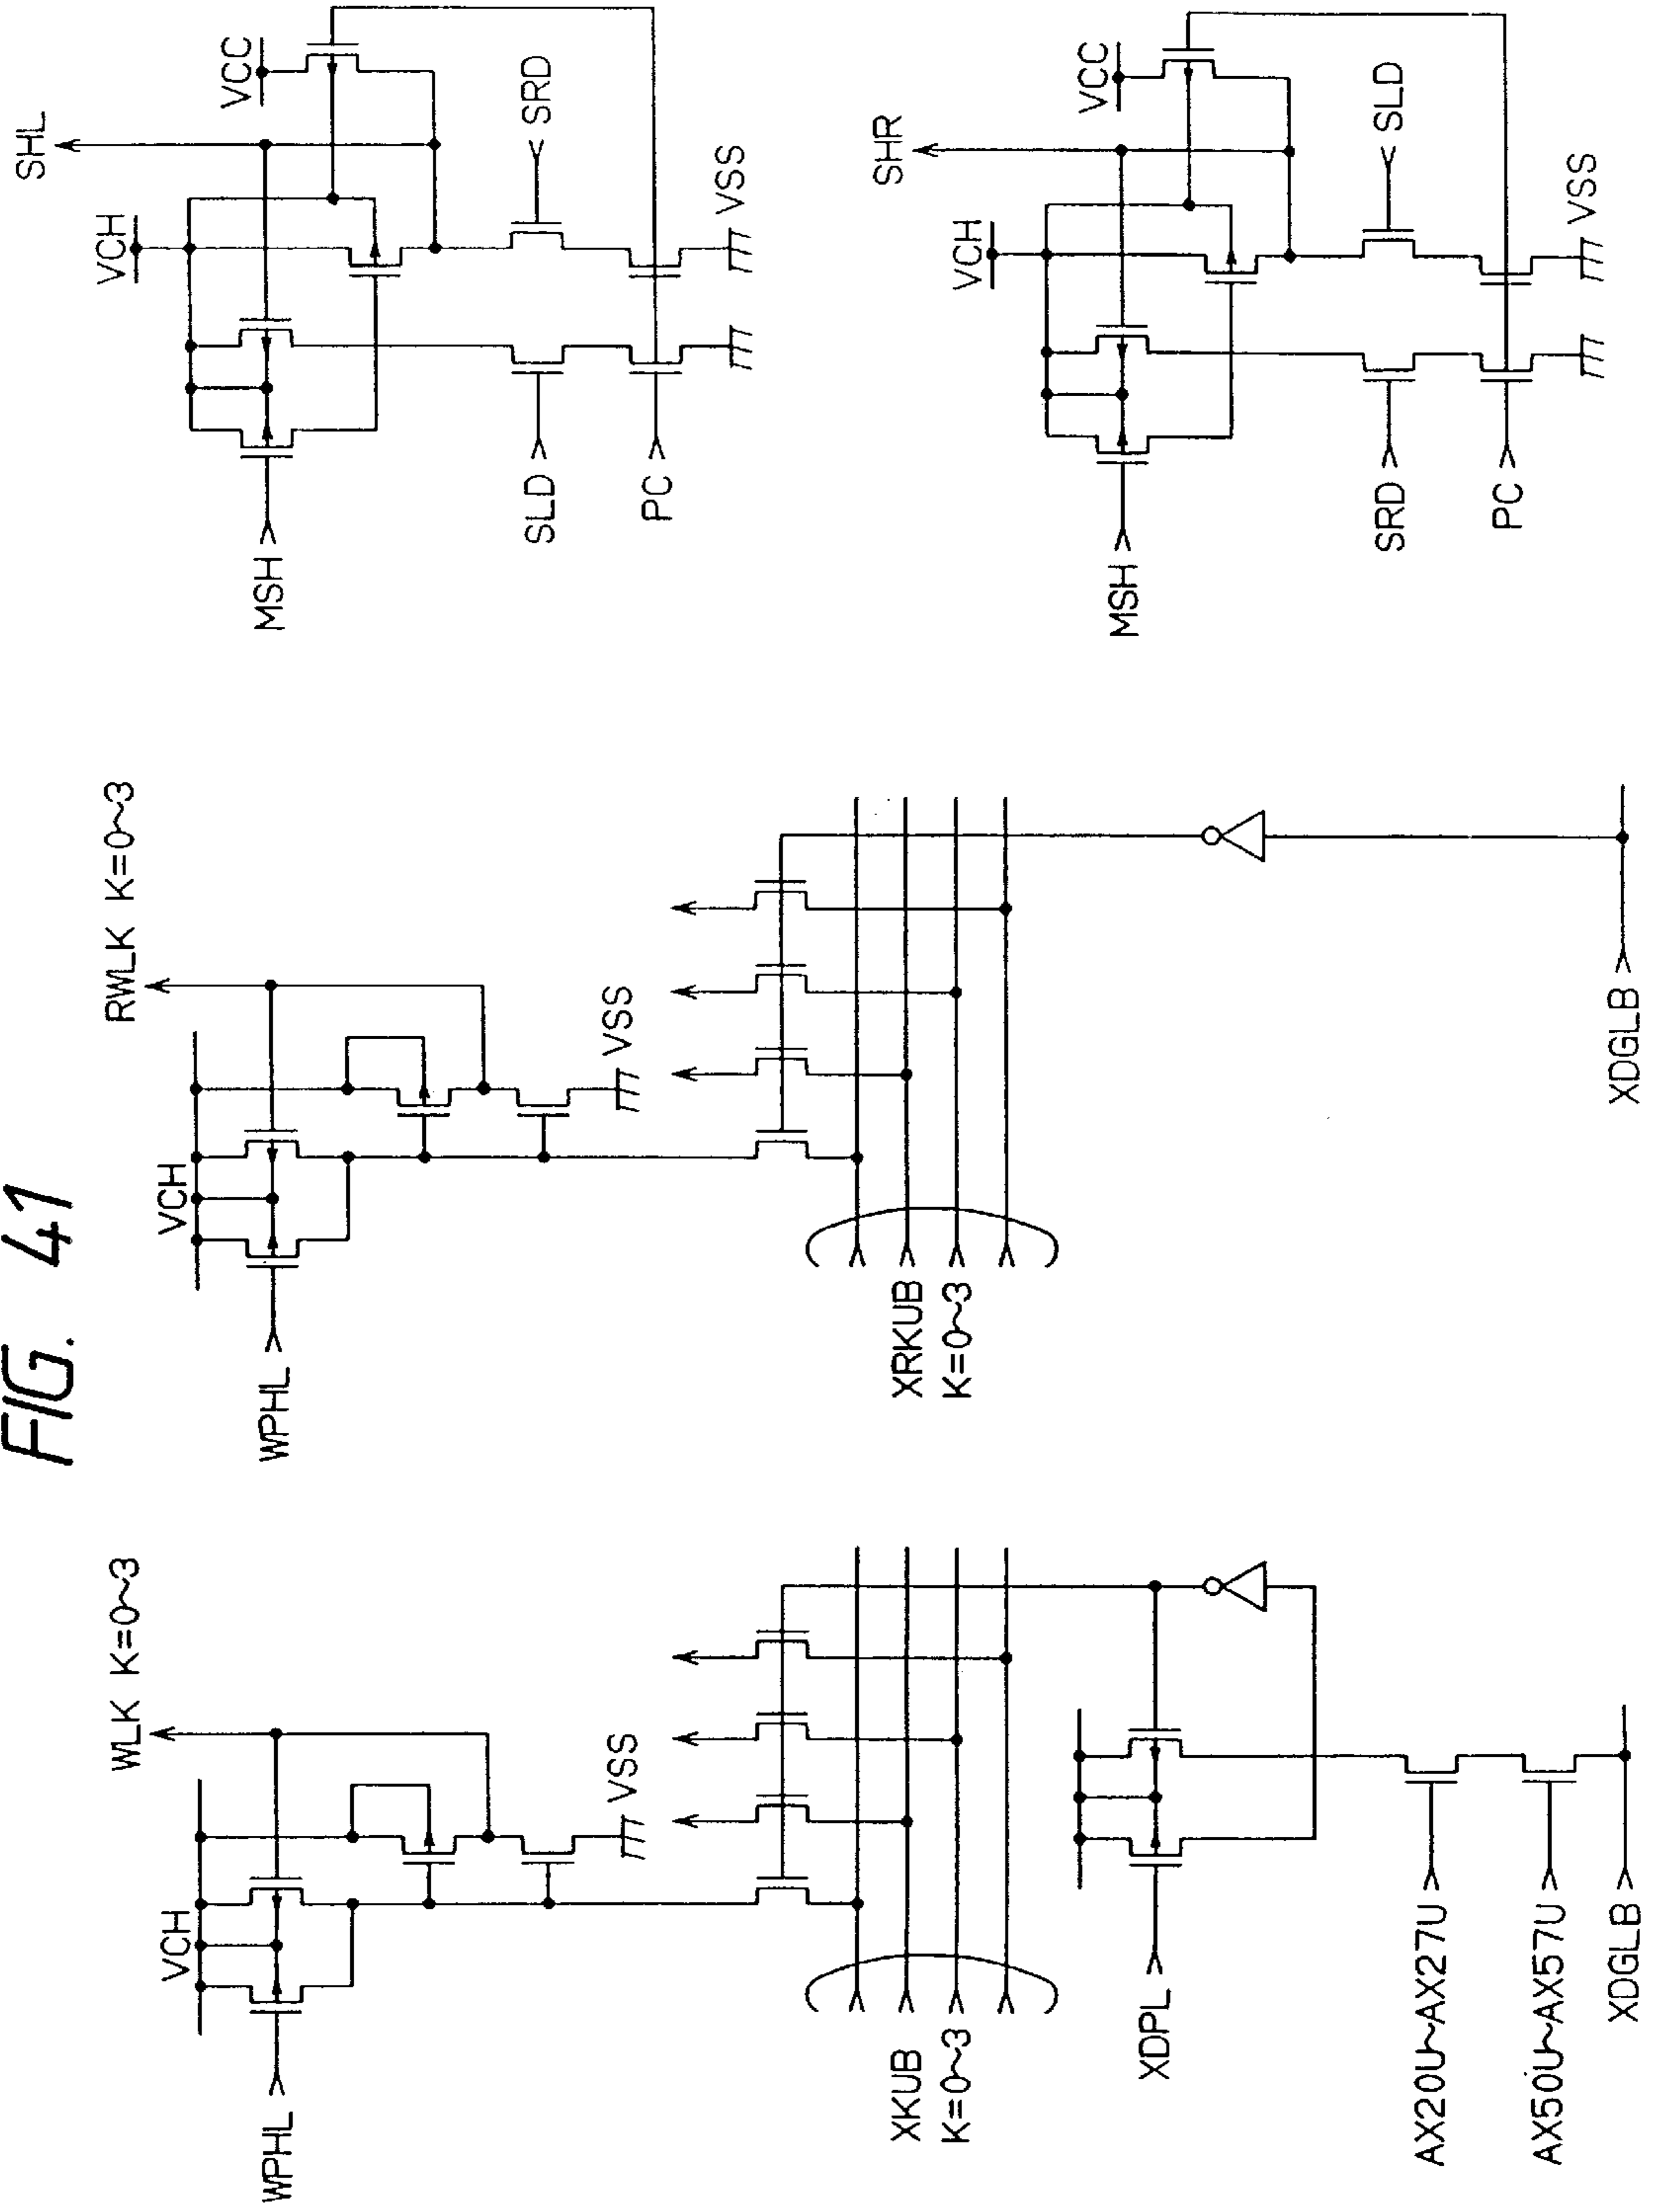 FIG. 41
WLK K=0~3
VCH
WPHL
VSS
XKUB
K=0~3
XDPL
AX20U~AX27U
AX50U~AX57U
XDGLB
RWLK K=0~3
VCH
WPHL
VSS
XRKUB
K=0~3
XDGLB
SHL
VCH
VCC
MSH
SRD
SLD
PC
VSS
SHR
VCH
VCC
MSH
SLD
SRD
PC
VSS